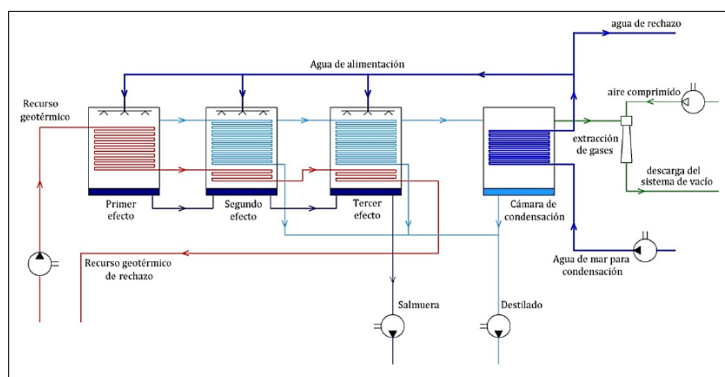 agua de rechazo
Agua de alimentación
aire comprimido
Recurso
geotérmico
extracción
de gases
descarga del
sistema de vacío
Primer
efecto
Segundo
efecto
Tercer
efecto
Cámara de
condensación
Agua de mar para
condensación
Recurso geotérmico
de rechazo
Salmuera
Destilado